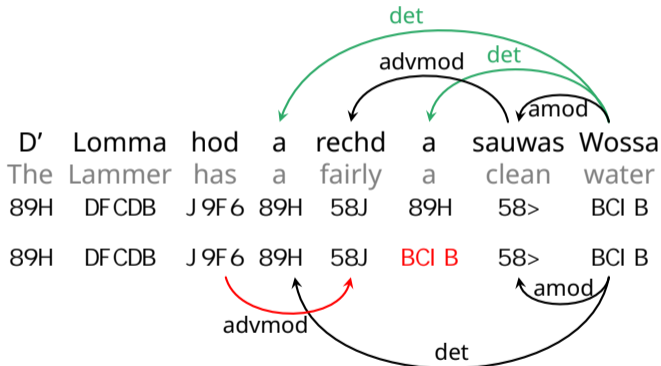 det
advmod det
amod
D’ Lomma hod a rechd a sauwas Wossa
The Lammer has a fairly a clean water
89H DFCDB J9F6 89H 58J 89H 58> BCI B
89H DFCDB J9F6 89H 58J BCI B 58> BCI B
amod
advmod
det